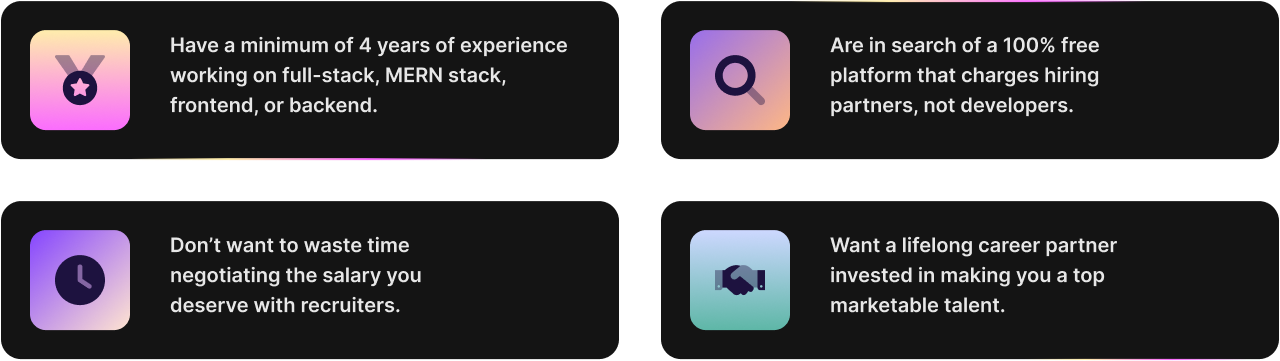 Have a minimum of 4 years of experience
working on full-stack, MERN stack,
frontend, or backend.
Are in search of a 100% free
platform that charges hiring
partners, not developers.
Don’t want to waste time
negotiating the salary you
deserve with recruiters.
Want a lifelong career partner
invested in making you a top
marketable talent.